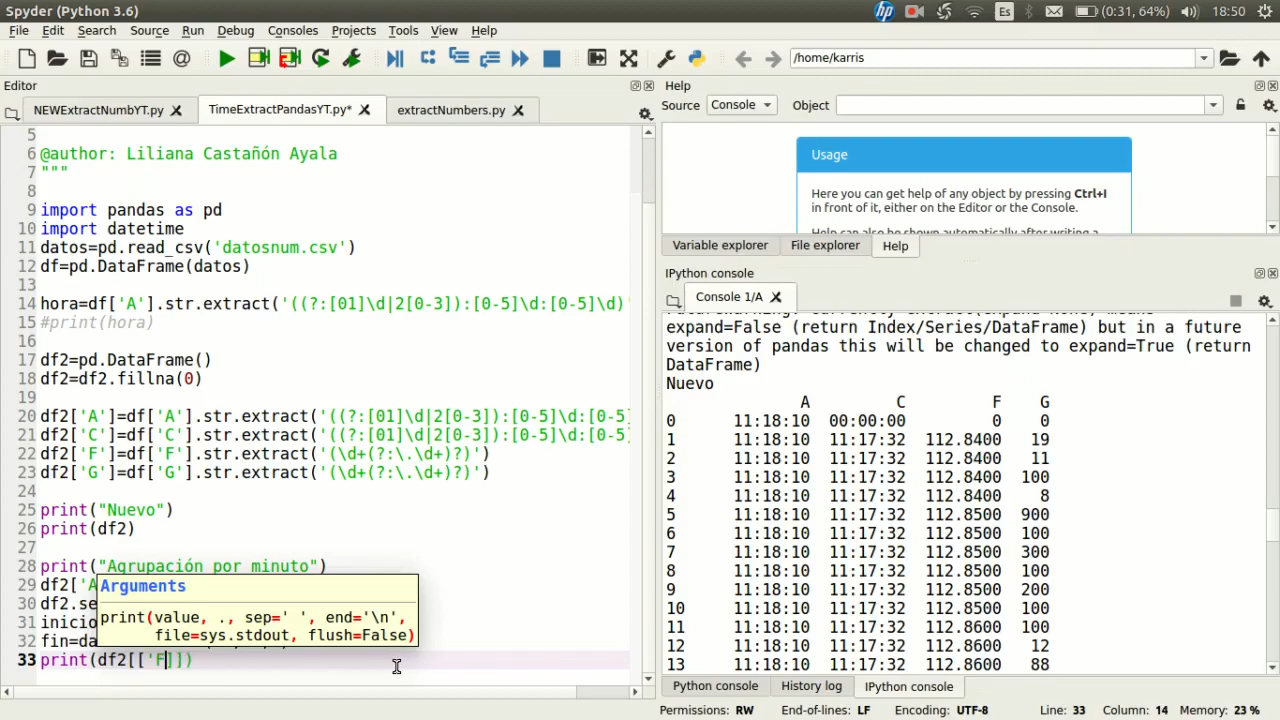 Spyder (Python 3.6)
hp
Es
(0:31, 64%)
18:50
File Edit Search Source Run Debug Consoles Projects Tools View Help
/home/karris
Editor
NEWExtractNumbYT.py
TimeExtractPandasYT.py*
extractNumbers.py
5
6 @author: Liliana Castañón Ayala
7 """
8
9 import pandas as pd
10 import datetime
11 datos=pd.read_csv('datosnum.csv')
12 df=pd.DataFrame(datos)
13
14 hora=df['A'].str.extract('((?:[01]\d|2[0-3]):[0-5]\d:[0-5]\d)'
15 #print(hora)
16
17 df2=pd.DataFrame()
18 df2=df2.fillna(0)
19
20 df2['A']=df['A'].str.extract('((?:[01]\d|2[0-3]):[0-5]\d:[0-5]
21 df2['C']=df['C'].str.extract('((?:[01]\d|2[0-3]):[0-5]\d:[0-5]
22 df2['F']=df['F'].str.extract('(\d+(?:\.\d+)?)')
23 df2['G']=df['G'].str.extract('(\d+(?:\.\d+)?)')
24
25 print("Nuevo")
26 print(df2)
27
28 print("Agrupación por minuto")
29 df2['A
30 df2.se
31 inicio
32 fin=da
33 print(df2[['F]])
Arguments
print(value, ., sep=' ', end='\n',
file=sys.stdout, flush=False)
Help
Source Console Object
Usage
Here you can get help of any object by pressing Ctrl+I
in front of it, either on the Editor or the Console.
Variable explorer File explorer Help
IPython console
Console 1/A
expand=False (return Index/Series/DataFrame) but in a future
version of pandas this will be changed to expand=True (return
DataFrame)
Nuevo
A C F G
0 11:18:10 00:00:00 0 0
1 11:18:10 11:17:32 112.8400 19
2 11:18:10 11:17:32 112.8400 11
3 11:18:10 11:17:32 112.8400 100
4 11:18:10 11:17:32 112.8400 8
5 11:18:10 11:17:32 112.8500 900
6 11:18:10 11:17:32 112.8500 100
7 11:18:10 11:17:32 112.8500 300
8 11:18:10 11:17:32 112.8500 100
9 11:18:10 11:17:32 112.8500 200
10 11:18:10 11:17:32 112.8500 100
11 11:18:10 11:17:32 112.8600 100
12 11:18:10 11:17:32 112.8600 12
13 11:18:10 11:17:32 112.8600 88
Python console History log IPython console
Permissions: RW End-of-lines: LF Encoding: UTF-8 Line: 33 Column: 14 Memory: 23 %